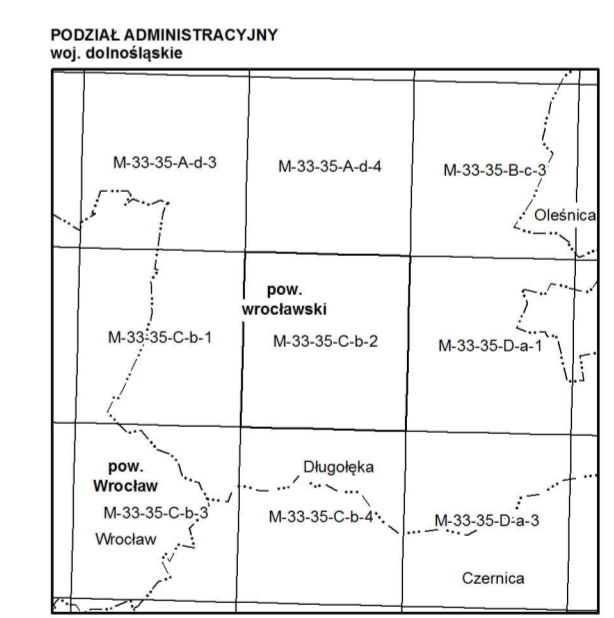 PODZIAŁ ADMINISTRACYJNY
woj. dolnośląskie
M-33-35-A-d-3
M-33-35-A-d-4
M-33-35-B-c-3
Oleśnica
pow.
wrocławski
M-33-35-C-b-1
M-33-35-C-b-2
M-33-35-D-a-1
pow.
Wrocław
Długołęka
M-33-35-C-b-3
M-33-35-C-b-4
M-33-35-D-a-3
Wrocław
Czernica